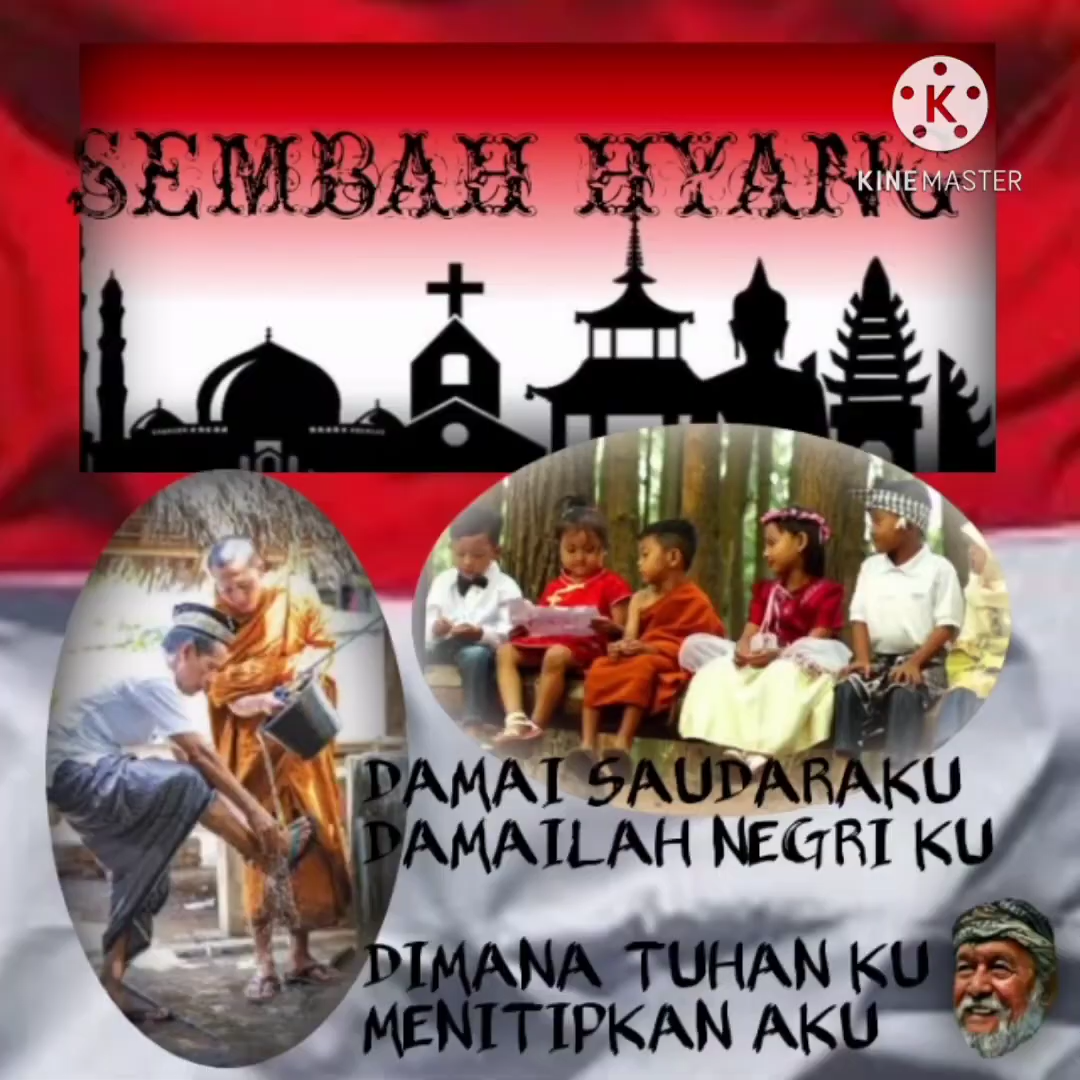 SEMBAH HYANG
K
KINEMASTER
DAMAI SAUDARAKU
DAMAILAH NEGRI KU
DIMANA TUHAN KU
MENITIPKAN AKU